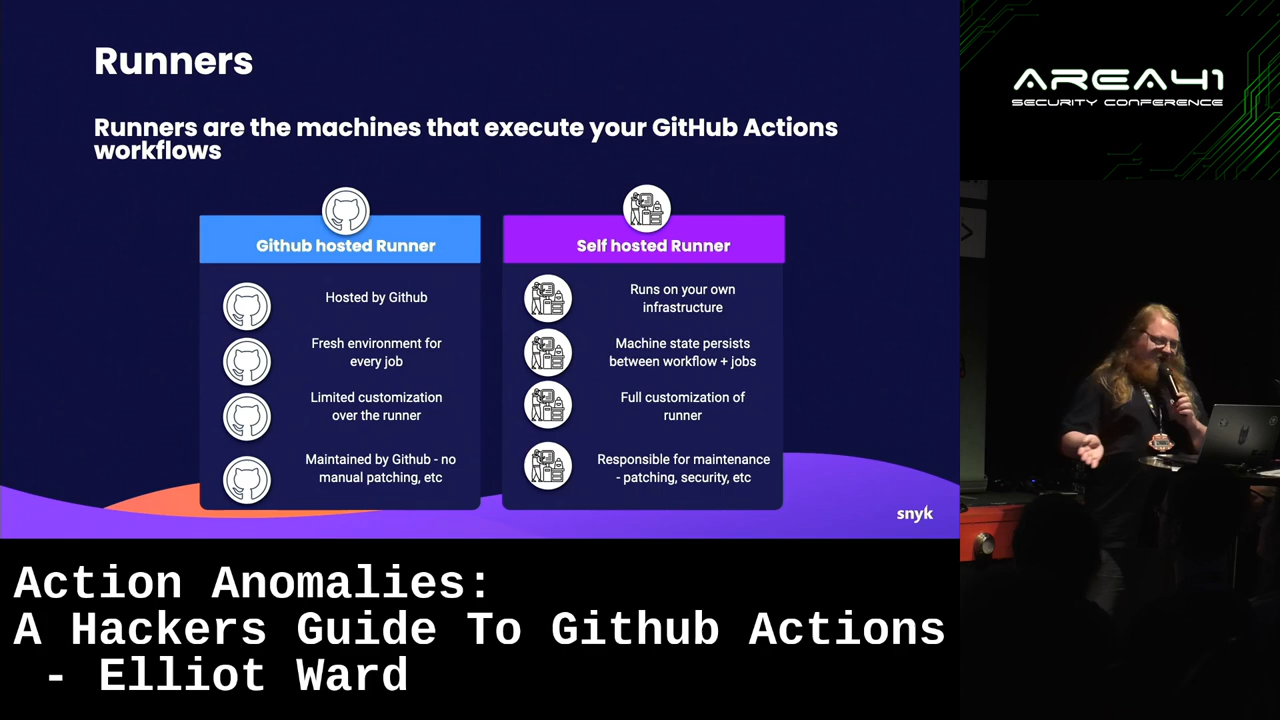 Runners
Runners are the machines that execute your GitHub Actions
workflows
Github hosted Runner
Hosted by Github
Fresh environment for
every job
Limited customization
over the runner
Maintained by Github - no
manual patching, etc
Self hosted Runner
Runs on your own
infrastructure
Machine state persists
between workflow + jobs
Full customization of
runner
Responsible for maintenance
- patching, security, etc
snyk
AREA41
SECURITY CONFERENCE
Action Anomalies:
A Hackers Guide To Github Actions
- Elliot Ward